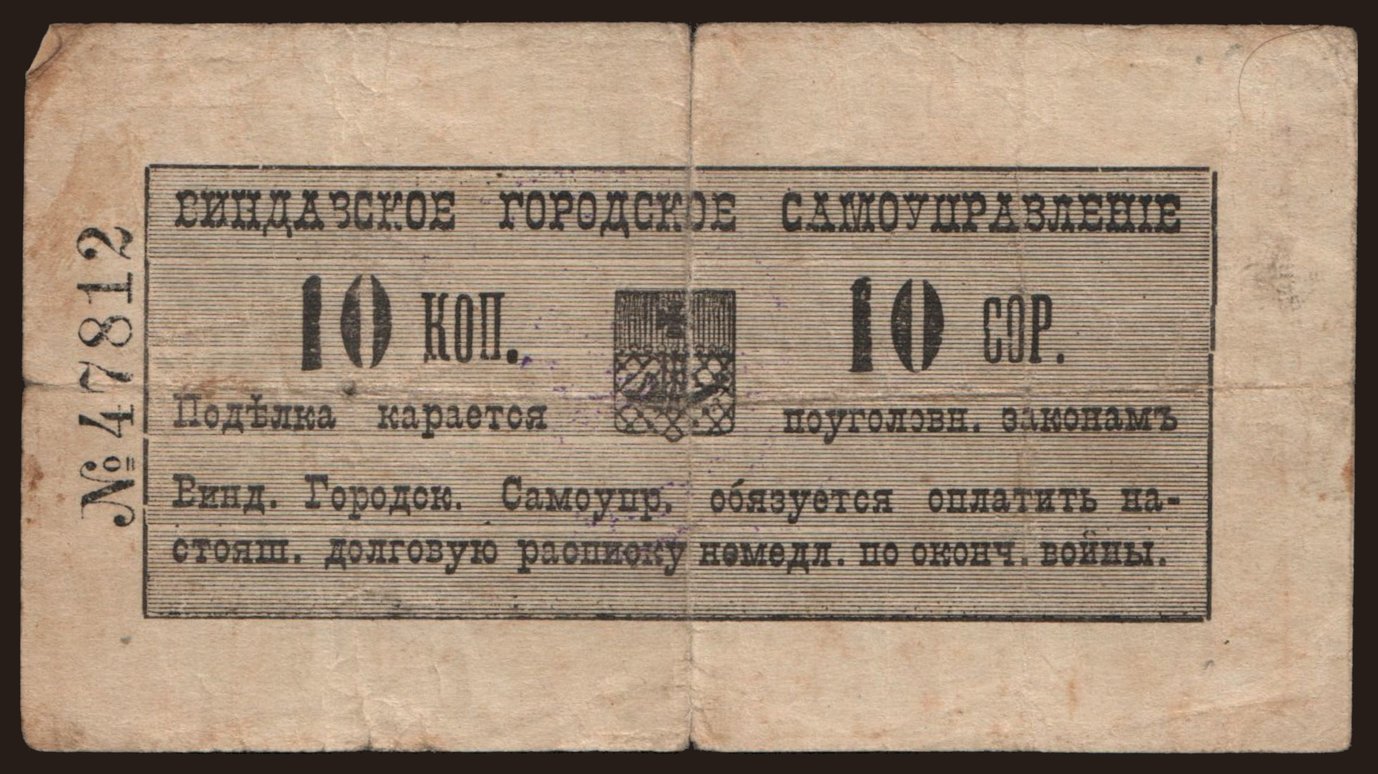 № 47812
ВИНДАВСКОЕ ГОРОДСКОЕ САМОУПРАВЛЕНІЕ
10 КОП. 10 COP.
Подѣлка карается поуголовн. законамъ
Винд. Городск. Самоупр. обязуется оплатить на-
стоящ. долговую расписку немедл. по оконч. войны.